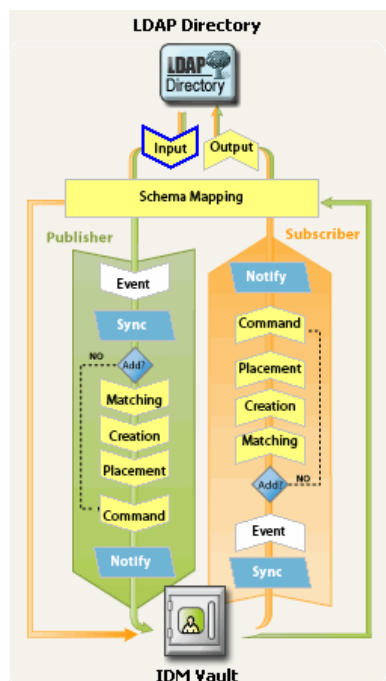 LDAP Directory
LDAP
Directory
Input
Output
Schema Mapping
Publisher
Subscriber
Event
Sync
NO
Add?
Matching
Creation
Placement
Command
Notify
Notify
Command
Placement
Creation
Matching
Add?
NO
Event
Sync
IDM Vault